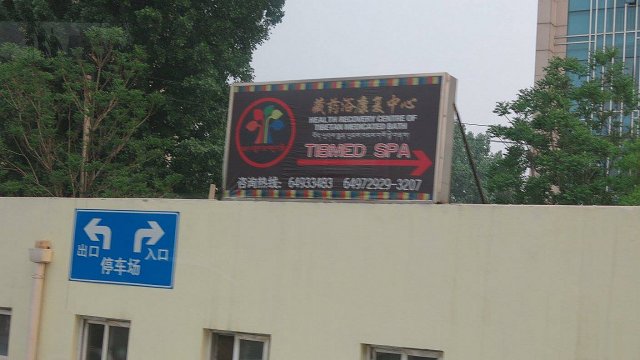 藏药浴康复中心
HEALTH RECOVERY CENTRE OF
TIBETAN MEDICATED BATH
TIBMED SPA
咨询热线: 64933483 64972929-3207
出口 入口
停车场